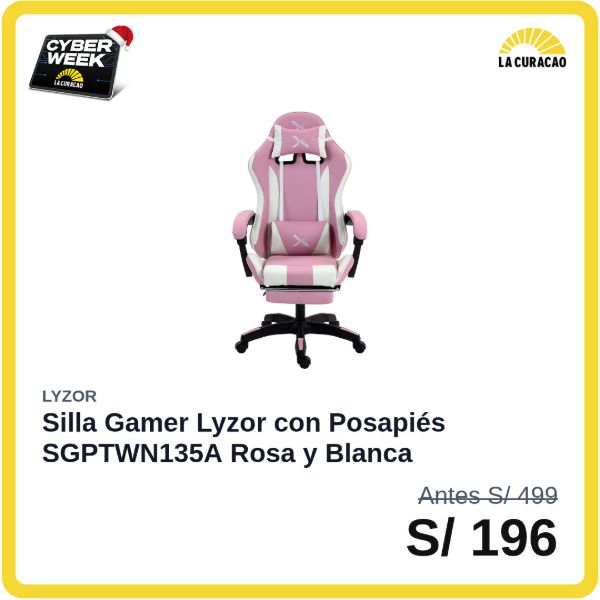 CYBER
WEEK
LA CURACAO
LA CURACAO
LYZOR
Silla Gamer Lyzor con Posapiés
SGPTWN135A Rosa y Blanca
Antes S/ 499
S/ 196